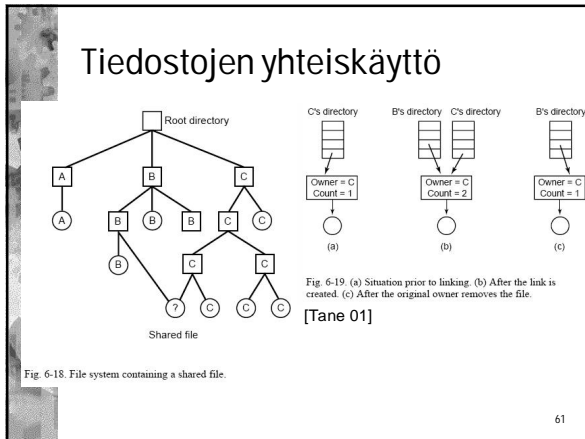 Tiedostojen yhteiskäyttö
Root directory
A B C
A B B B C C
B C C
? C C C
Shared file
Fig. 6-18. File system containing a shared file.
C's directory B's directory C's directory B's directory
Owner = C
Count = 1
Owner = C
Count = 2
Owner = C
Count = 1
(a) (b) (c)
Fig. 6-19. (a) Situation prior to linking. (b) After the link is
created. (c) After the original owner removes the file.
[Tane 01]
61